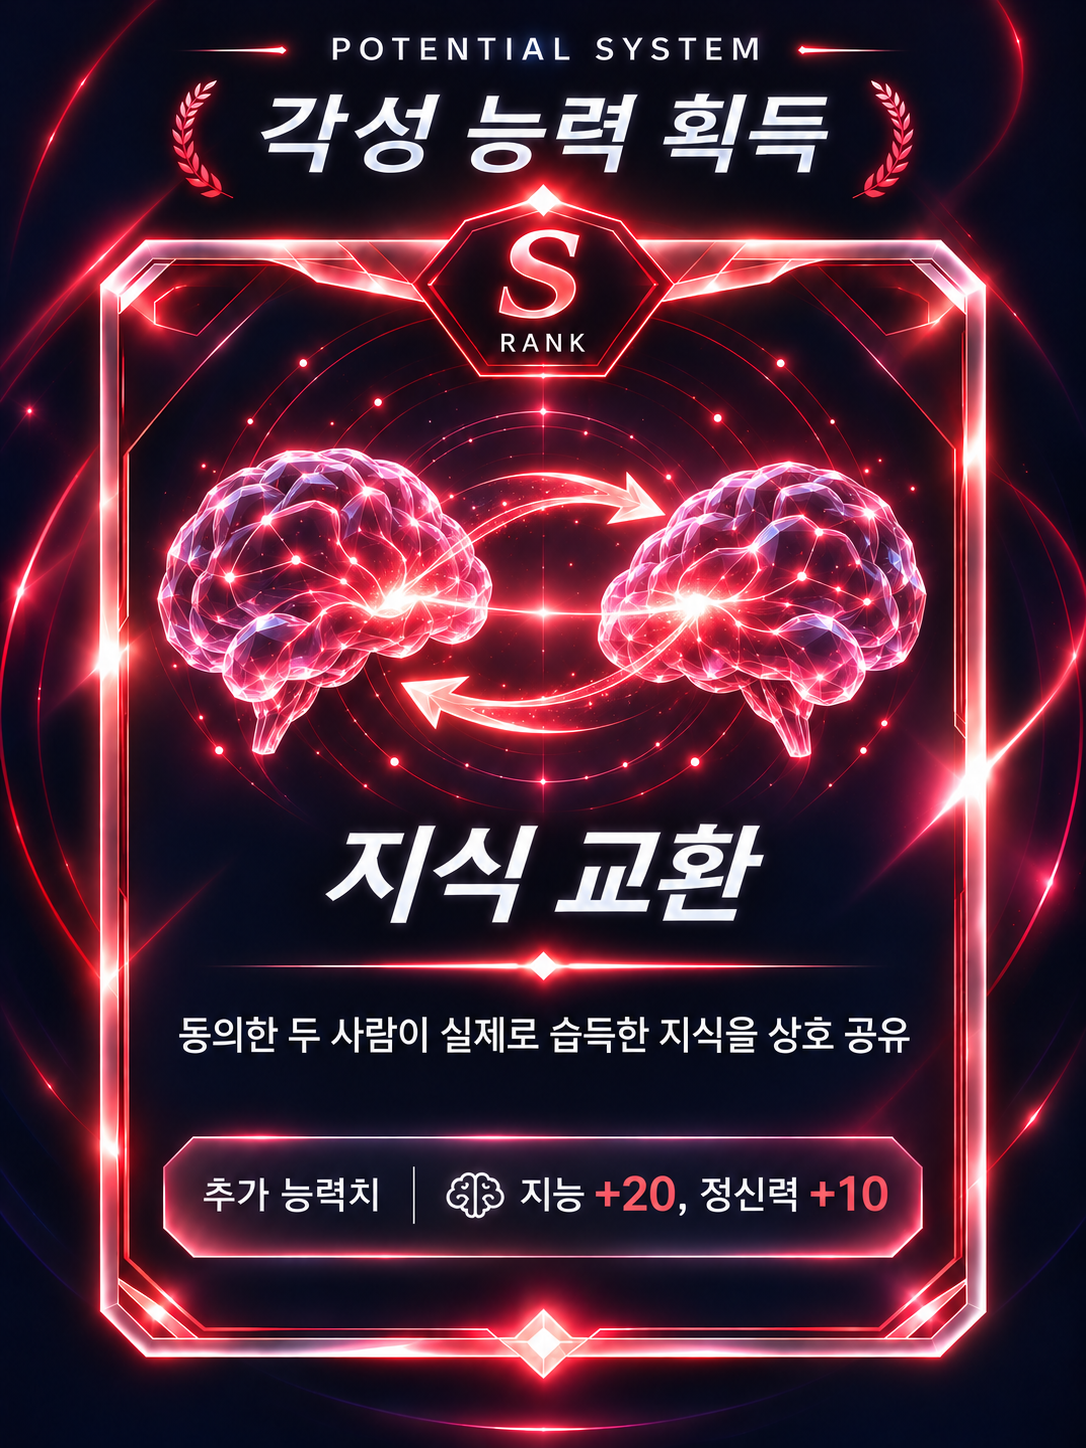 POTENTIAL SYSTEM
각성 능력 획득
S
RANK
지식 교환
동의한 두 사람이 실제로 습득한 지식을 상호 공유
추가 능력치 지능 +20, 정신력 +10